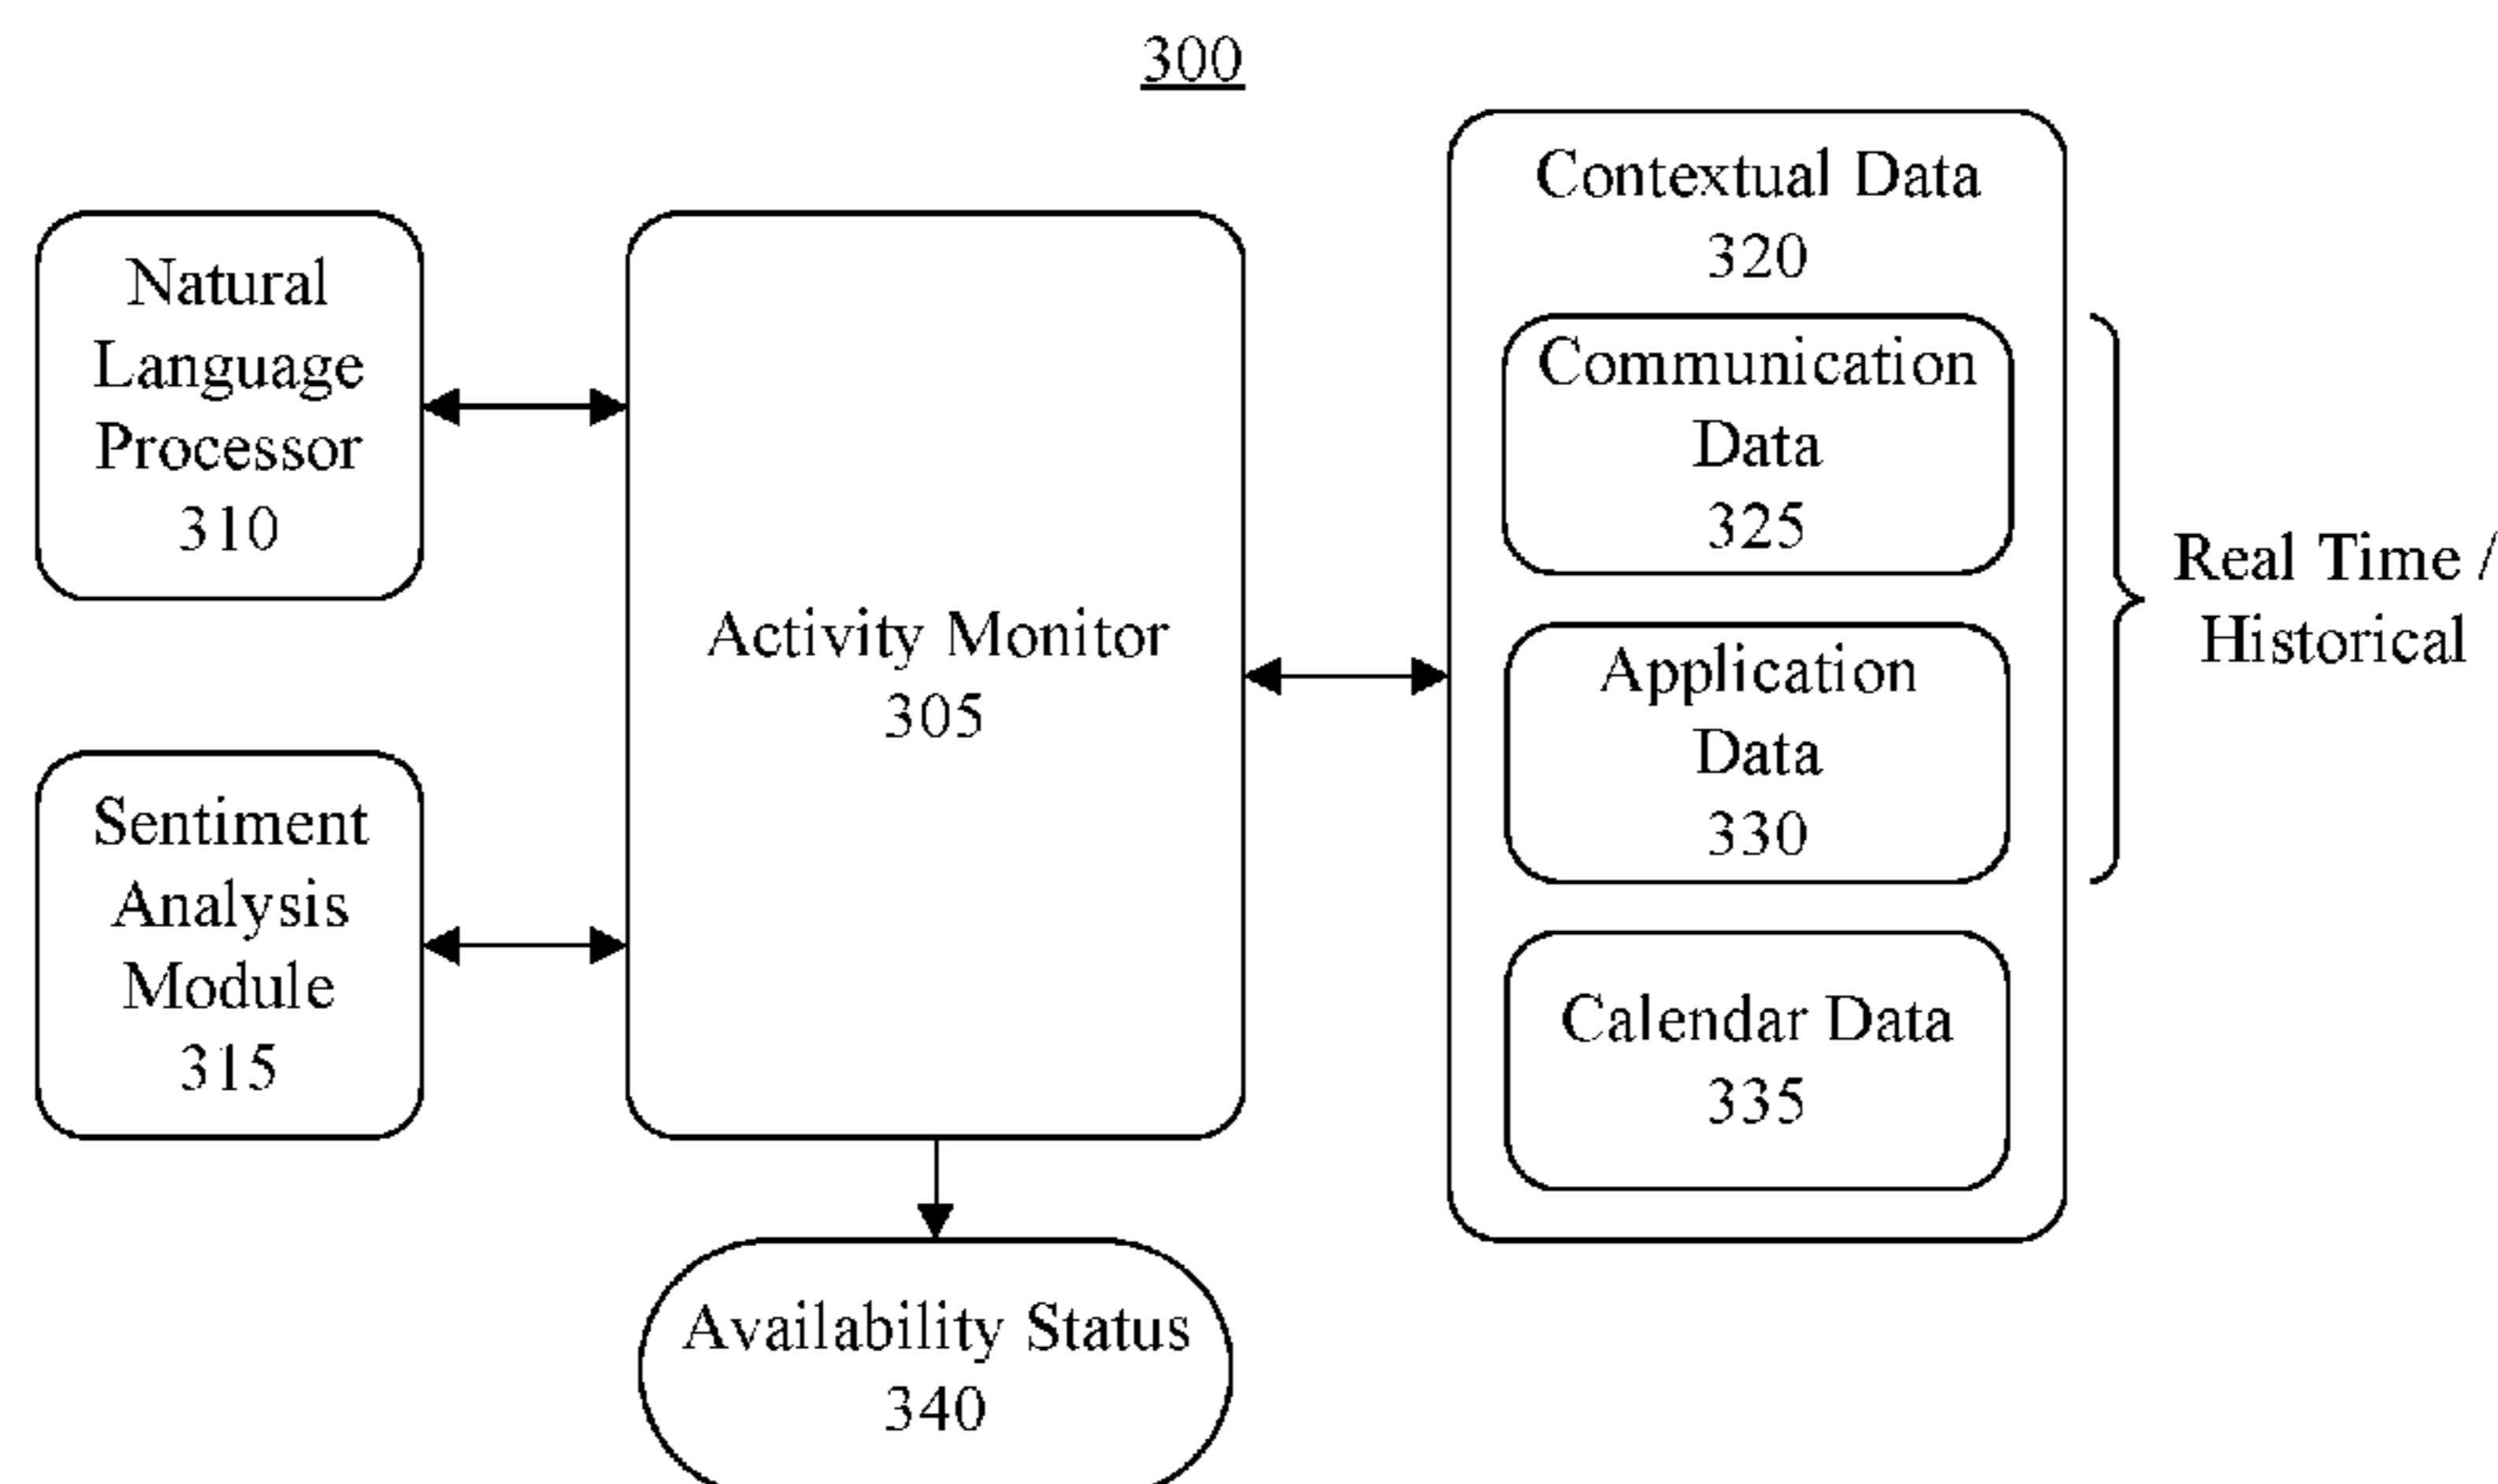 300
Natural
Language
Processor
310
Sentiment
Analysis
Module
315
Activity Monitor
305
Availability Status
340
Contextual Data
320
Communication
Data
325
Application
Data
330
Calendar Data
335
Real Time /
Historical